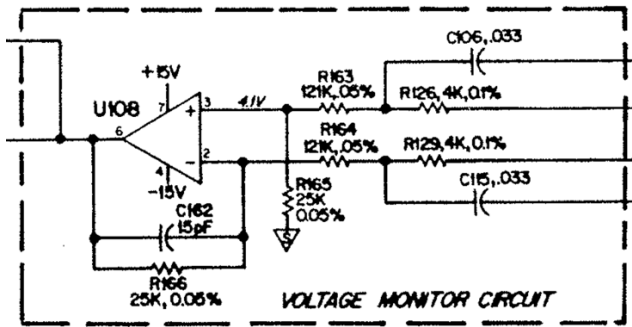 C106,.033
+15V
R163
121K,.05%
R126,4K,0.1%
U108
7
3
4.1V
+
6
R164
121K,.05%
R129,4K,0.1%
2
-
4
-15V
R165
25K
0.05%
C115,.033
C162
15pF
S
R166
25K,0.05%
VOLTAGE MONITOR CIRCUIT